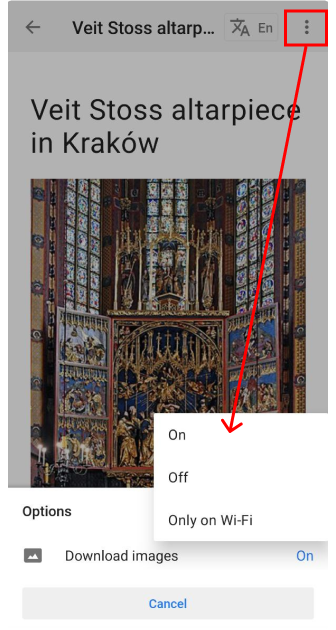 Veit Stoss altarp... En
Veit Stoss altarpiece
in Kraków
On
Off
Options
Only on Wi-Fi
Download images On
Cancel